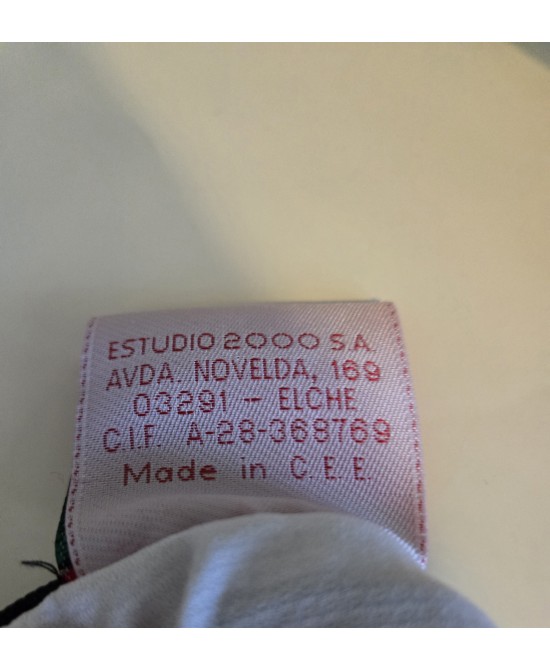 ESTUDIO 2000 S.A.
AVDA. NOVELDA, 169
03291 - ELCHE
C.I.F. A-28-368769
Made in C.E.E.